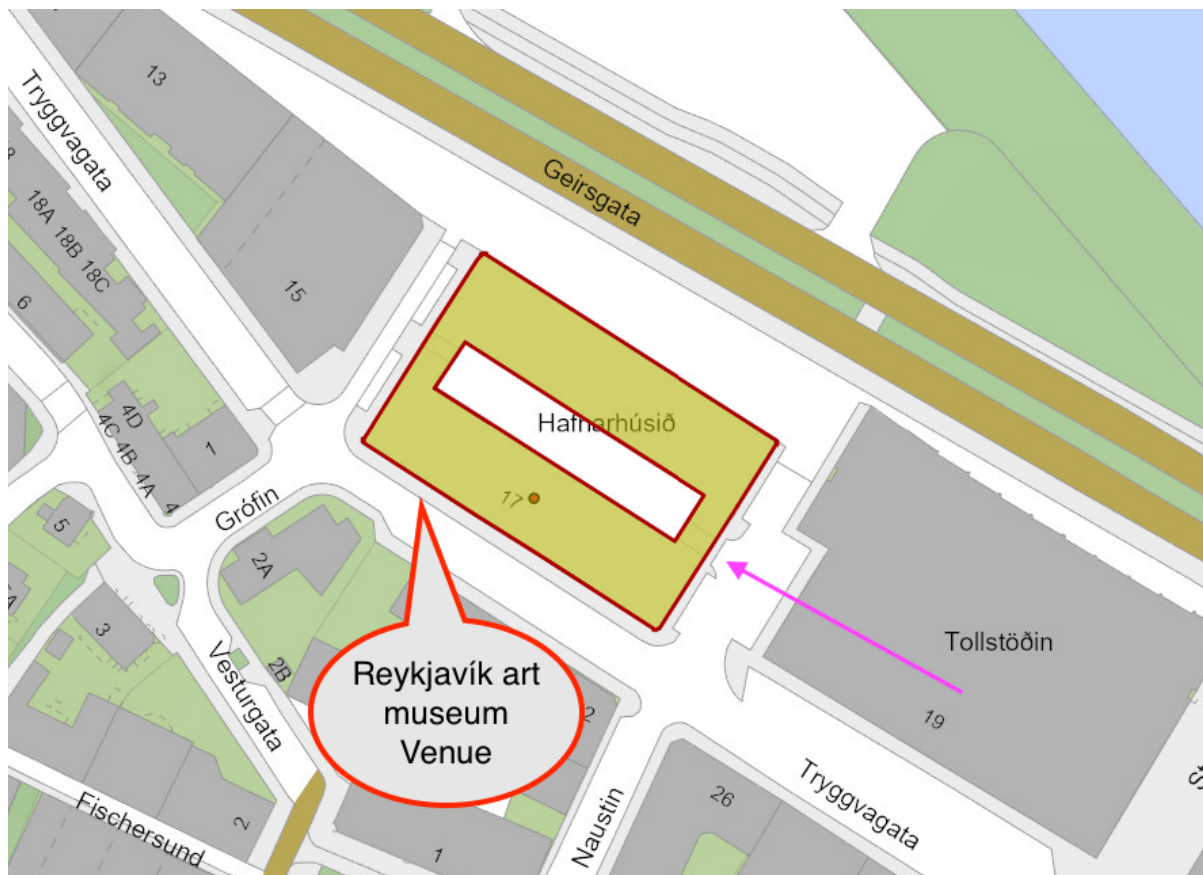 13
Tryggvagata
18A
18B
18C
6
15
Geirsgata
Hafnarhúsið
17
4D
4C
4B
4A
4
1
Grófin
5
2A
3
2B
Vesturgata
Fischersund
2
Reykjavík art
museum
Venue
2
1
Naustin
26
Tryggvagata
19
Tollstöðin